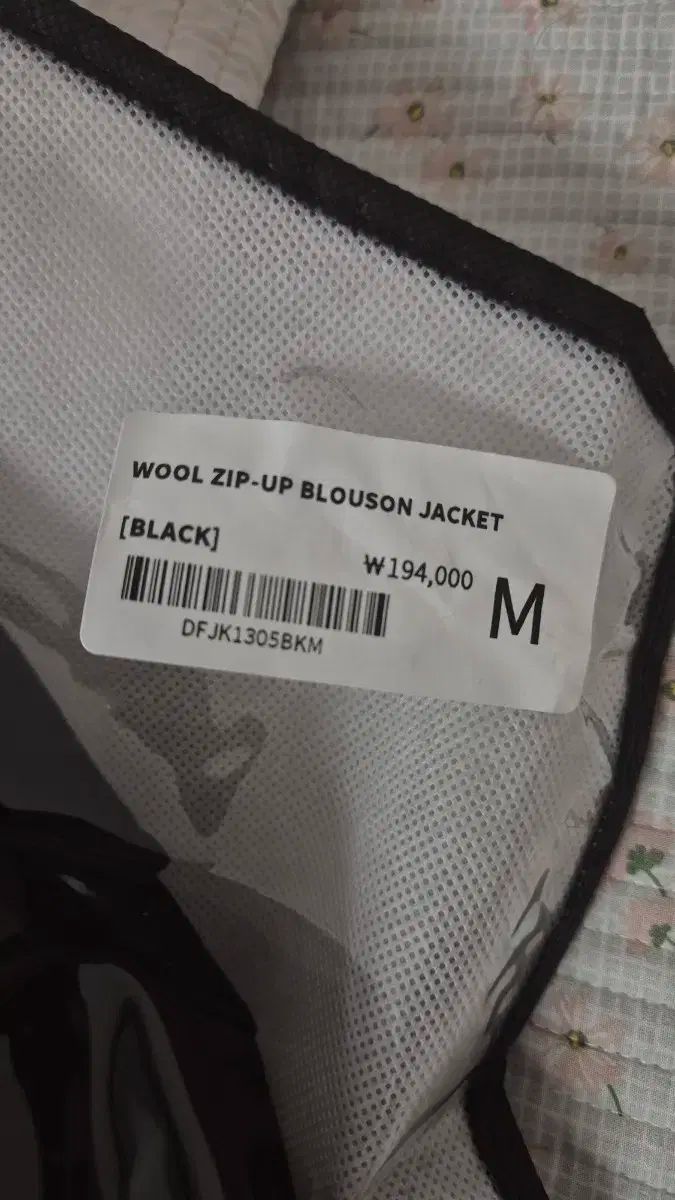 WOOL ZIP-UP BLOUSON JACKET
[BLACK]
₩194,000
M
DFJK1305BKM